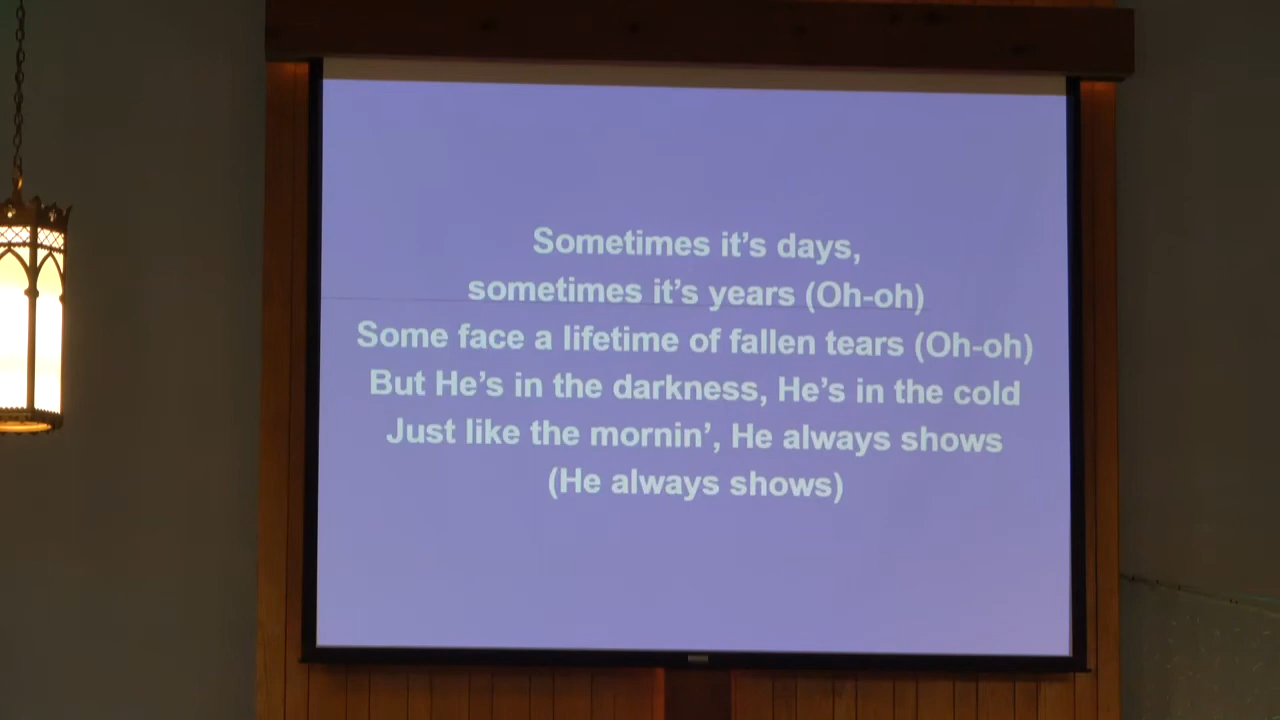 Sometimes it's days,
sometimes it's years (Oh-oh)
Some face a lifetime of fallen tears (Oh-oh)
But He's in the darkness, He's in the cold
Just like the mornin', He always shows
(He always shows)